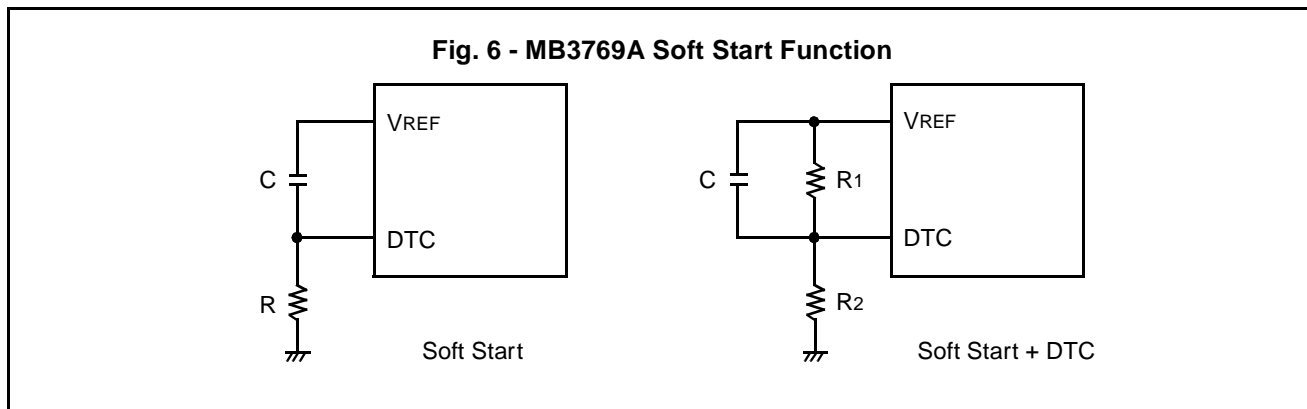 Fig. 6 - MB3769A Soft Start Function
VREF
C
DTC
R
Soft Start
VREF
C
R1
DTC
R2
Soft Start + DTC